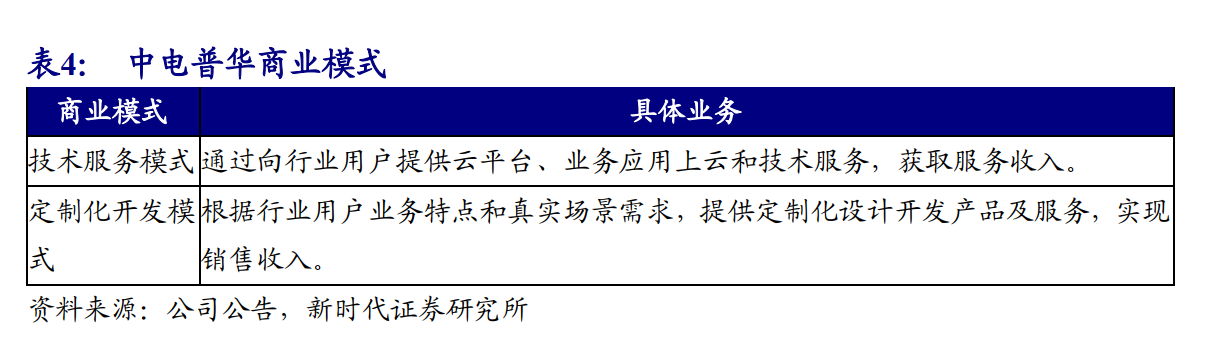 表4： 中电普华商业模式
商业模式 具体业务
技术服务模式 通过向行业用户提供云平台、业务应用上云和技术服务，获取服务收入。
定制化开发模 根据行业用户业务特点和真实场景需求，提供定制化设计开发产品及服务，实现
式 销售收入。
资料来源：公司公告，新时代证券研究所